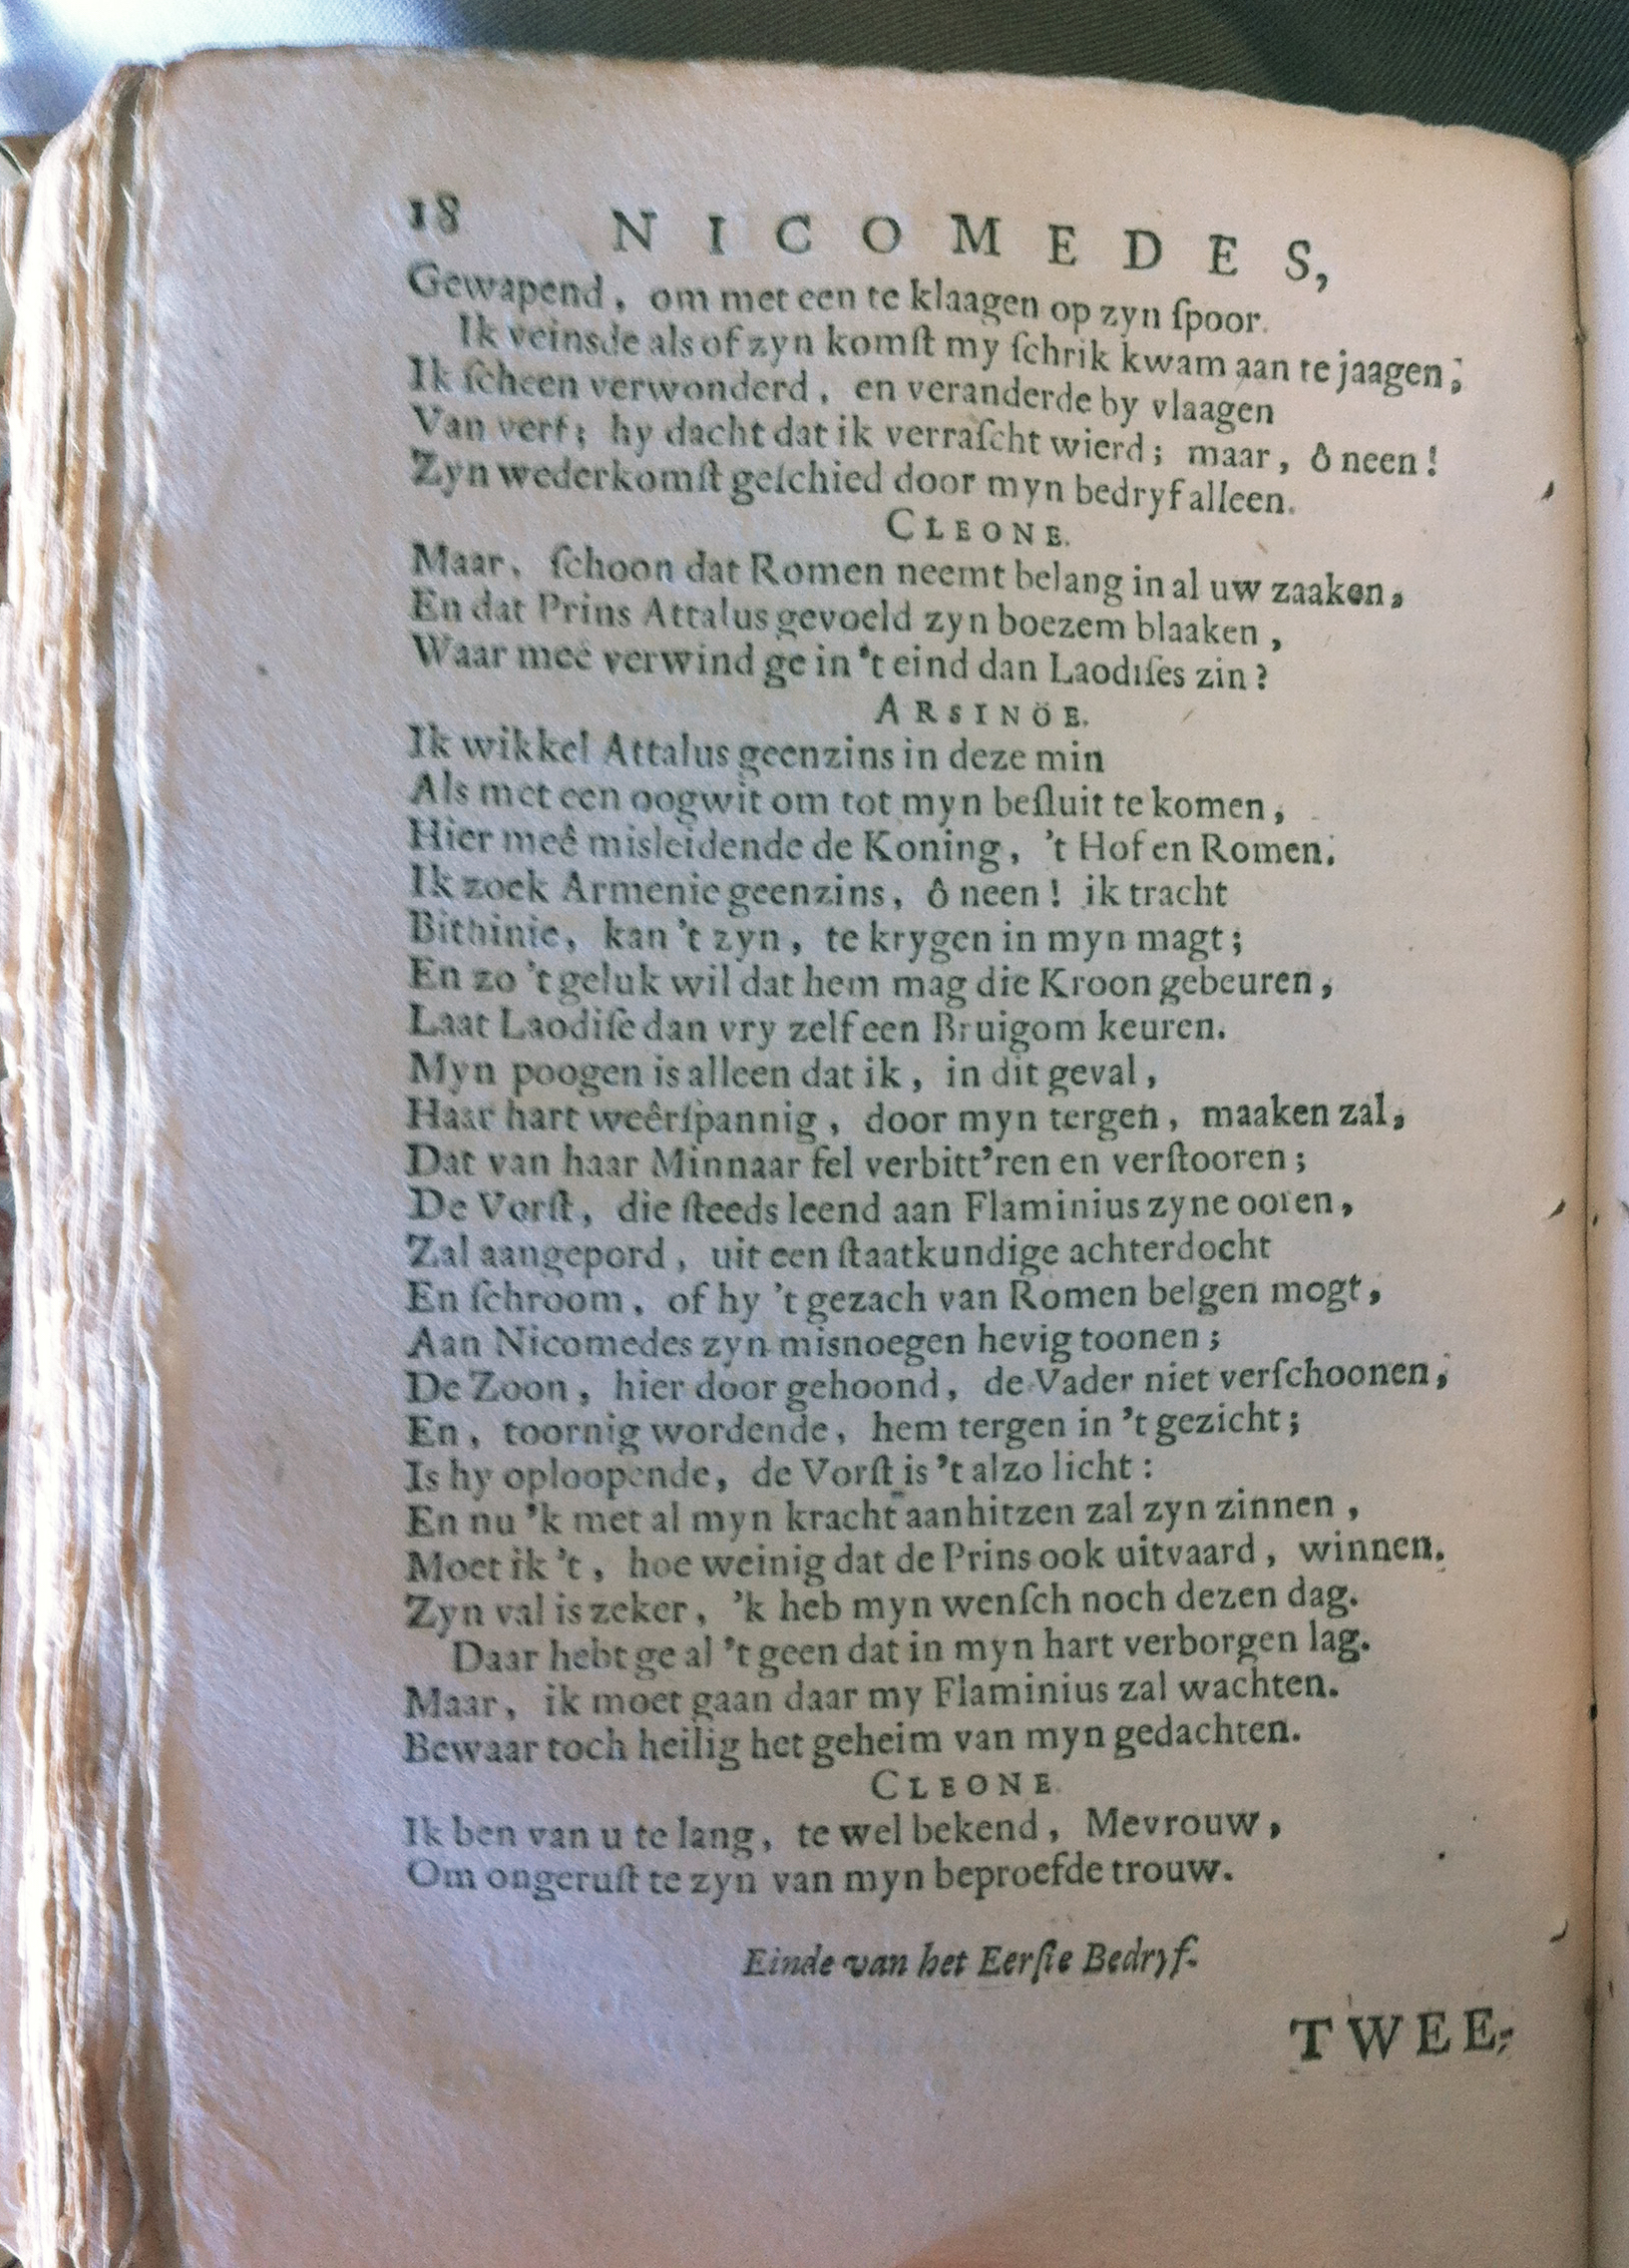 18 NICOMEDES,
Gewapend, om met een te klaagen op zyn ſpoor.
Ik veinsde als of zyn komſt my ſchrik kwam aan te jaagen;
Ik ſcheen verwonderd, en veranderde by vlaagen
Van verf; hy dacht dat ik verraſcht wierd; maar, ô neen!
Zyn wederkomſt geſchied door myn bedryf alleen.
CLEONE.
Maar, ſchoon dat Romen neemt belang in al uw zaaken,
En dat Prins Attalus gevoeld zyn boezem blaaken,
Waar meê verwind ge in 't eind dan Laodiſes zin?
ARSINÖE.
Ik wikkel Attalus geenzins in deze min
Als met een oogwit om tot myn beſluit te komen,
Hier meê misleidende de Koning, 't Hof en Romen.
Ik zoek Armenie geenzins, ô neen! ik tracht
Bithinie, kan 't zyn, te krygen in myn magt;
En zo 't geluk wil dat hem mag die Kroon gebeuren,
Laat Laodiſe dan vry zelf een Bruigom keuren.
Myn poogen is alleen dat ik, in dit geval,
Haar hart weêrſpannig, door myn tergen, maaken zal,
Dat van haar Minnaar fel verbitt'ren en verſtooren;
De Vorſt, die ſteeds leend aan Flaminius zyne ooren,
Zal aangepord, uit een ſtaatkundige achterdocht
En ſchroom, of hy 't gezach van Romen belgen mogt,
Aan Nicomedes zyn misnoegen hevig toonen;
De Zoon, hier door gehoond, de Vader niet verſchoonen,
En, toornig wordende, hem tergen in 't gezicht;
Is hy oploopende, de Vorſt is 't alzo licht:
En nu 'k met al myn kracht aanhitzen zal zyn zinnen,
Moet ik 't, hoe weinig dat de Prins ook uitvaard, winnen.
Zyn val is zeker, 'k heb myn wenſch noch dezen dag.
Daar hebt ge al 't geen dat in myn hart verborgen lag.
Maar, ik moet gaan daar my Flaminius zal wachten.
Bewaar toch heilig het geheim van myn gedachten.
CLEONE.
Ik ben van u te lang, te wel bekend, Mevrouw,
Om ongeruſt te zyn van myn beproefde trouw.
Einde van het Eerſte Bedryf.
TWEE-